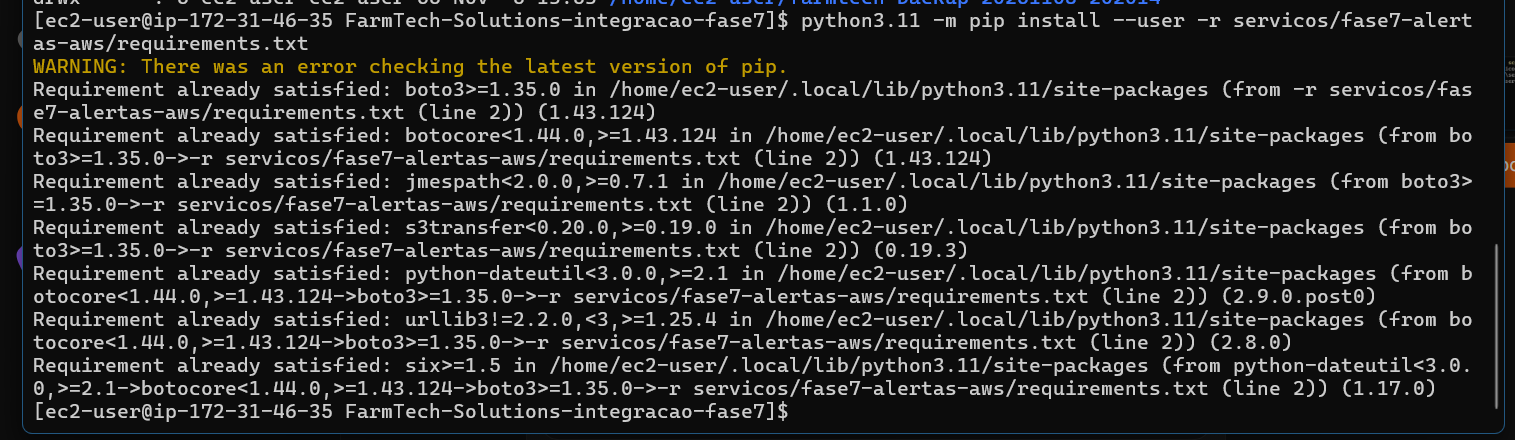 [ec2-user@ip-172-31-46-35 FarmTech-Solutions-integracao-fase7]$ python3.11 -m pip install --user -r servicos/fase7-alert
as-aws/requirements.txt
WARNING: There was an error checking the latest version of pip.
Requirement already satisfied: boto3>=1.35.0 in /home/ec2-user/.local/lib/python3.11/site-packages (from -r servicos/fas
e7-alertas-aws/requirements.txt (line 2)) (1.43.124)
Requirement already satisfied: botocore<1.44.0,>=1.43.124 in /home/ec2-user/.local/lib/python3.11/site-packages (from bo
to3>=1.35.0->-r servicos/fase7-alertas-aws/requirements.txt (line 2)) (1.43.124)
Requirement already satisfied: jmespath<2.0.0,>=0.7.1 in /home/ec2-user/.local/lib/python3.11/site-packages (from boto3>
=1.35.0->-r servicos/fase7-alertas-aws/requirements.txt (line 2)) (1.1.0)
Requirement already satisfied: s3transfer<0.20.0,>=0.19.0 in /home/ec2-user/.local/lib/python3.11/site-packages (from bo
to3>=1.35.0->-r servicos/fase7-alertas-aws/requirements.txt (line 2)) (0.19.3)
Requirement already satisfied: python-dateutil<3.0.0,>=2.1 in /home/ec2-user/.local/lib/python3.11/site-packages (from b
otocore<1.44.0,>=1.43.124->boto3>=1.35.0->-r servicos/fase7-alertas-aws/requirements.txt (line 2)) (2.9.0.post0)
Requirement already satisfied: urllib3!=2.2.0,<3,>=1.25.4 in /home/ec2-user/.local/lib/python3.11/site-packages (from bo
tocore<1.44.0,>=1.43.124->boto3>=1.35.0->-r servicos/fase7-alertas-aws/requirements.txt (line 2)) (2.8.0)
Requirement already satisfied: six>=1.5 in /home/ec2-user/.local/lib/python3.11/site-packages (from python-dateutil<3.0.
0,>=2.1->botocore<1.44.0,>=1.43.124->boto3>=1.35.0->-r servicos/fase7-alertas-aws/requirements.txt (line 2)) (1.17.0)
[ec2-user@ip-172-31-46-35 FarmTech-Solutions-integracao-fase7]$